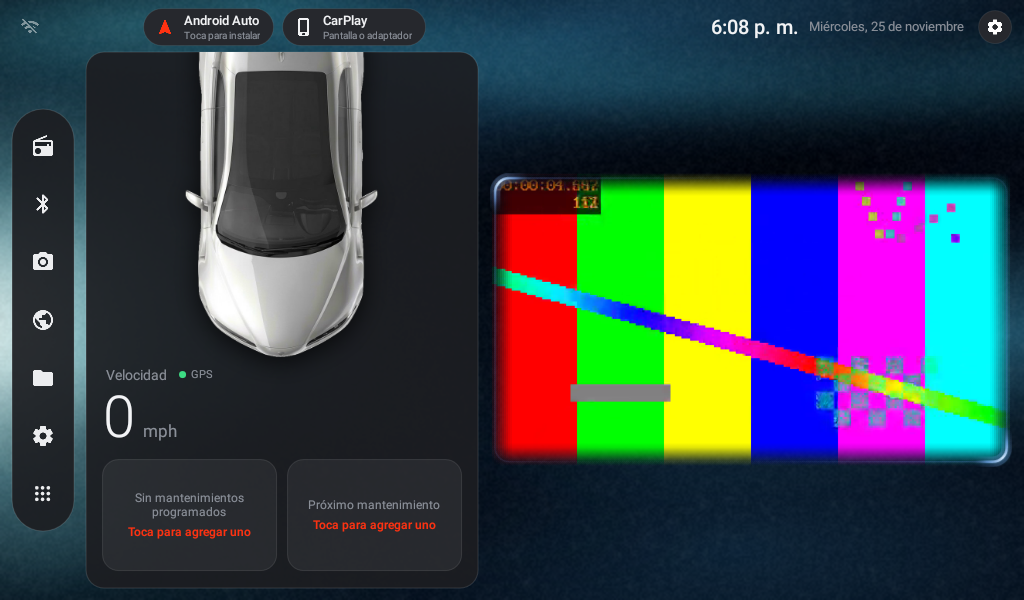 Android Auto
Toca para instalar
CarPlay
Pantalla o adaptador
6:08 p. m.
Miércoles, 25 de noviembre
Velocidad
GPS
0 mph
Sin mantenimientos
programados
Toca para agregar uno
Próximo mantenimiento
Toca para agregar uno